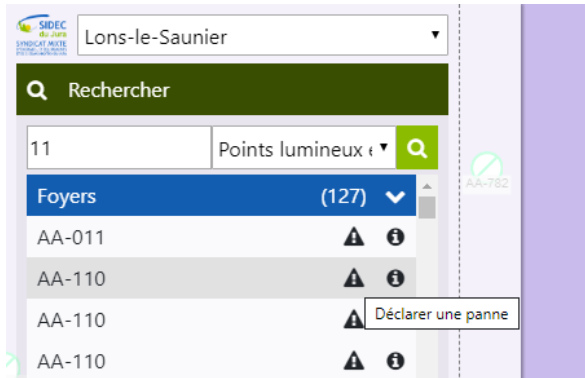 SIDEC
du Jura
SYNDICAT MIXTE
Lons-le-Saunier
Rechercher
11
Points lumineux e
Foyers (127)
AA-782
AA-011
AA-110
AA-110
Déclarer une panne
AA-110